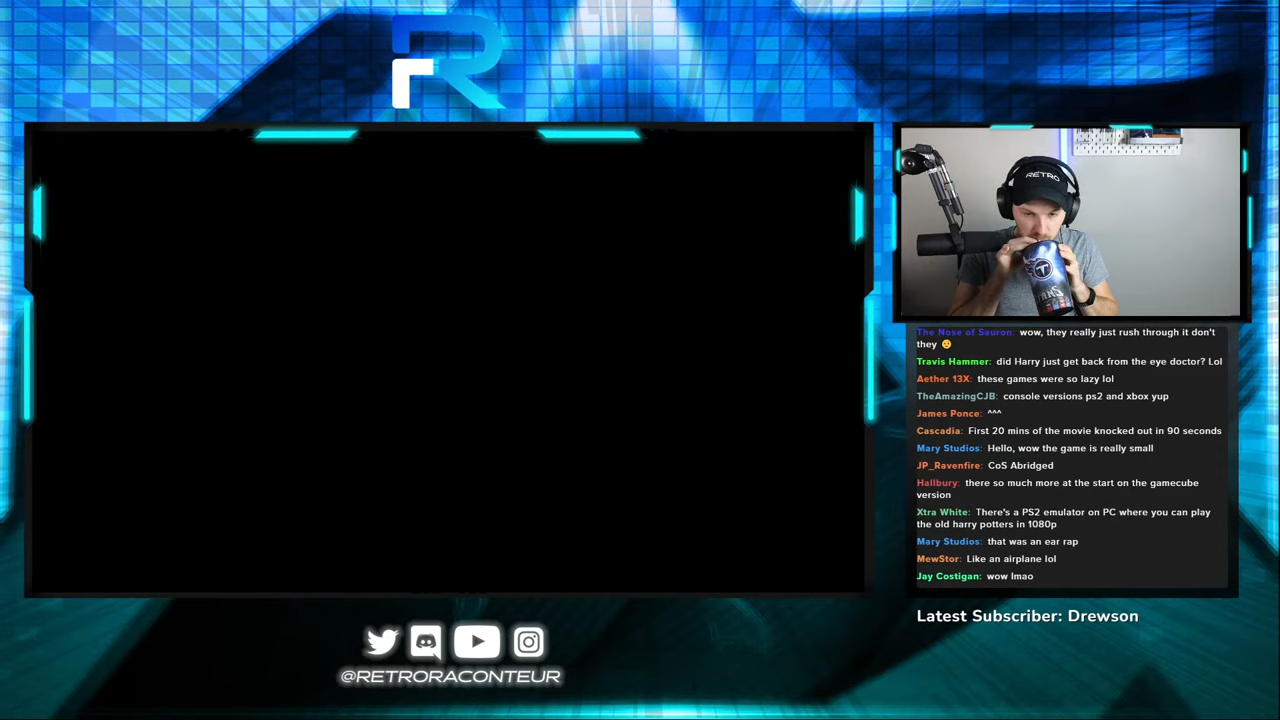 RETRO
The Nose of Sauron: wow, they really just rush through it don't
they 🙁
Travis Hammer: did Harry just get back from the eye doctor? Lol
Aether 13X: these games were so lazy lol
TheAmazingCJB: console versions ps2 and xbox yup
James Ponce: ^^^
Cascadia: First 20 mins of the movie knocked out in 90 seconds
Mary Studios: Hello, wow the game is really small
JP_Ravenfire: CoS Abridged
Hallbury: there so much more at the start on the gamecube
version
Xtra White: There's a PS2 emulator on PC where you can play
the old harry potters in 1080p
Mary Studios: that was an ear rap
MewStor: Like an airplane lol
Jay Costigan: wow lmao
Latest Subscriber: Drewson
@RETRORACONTEUR